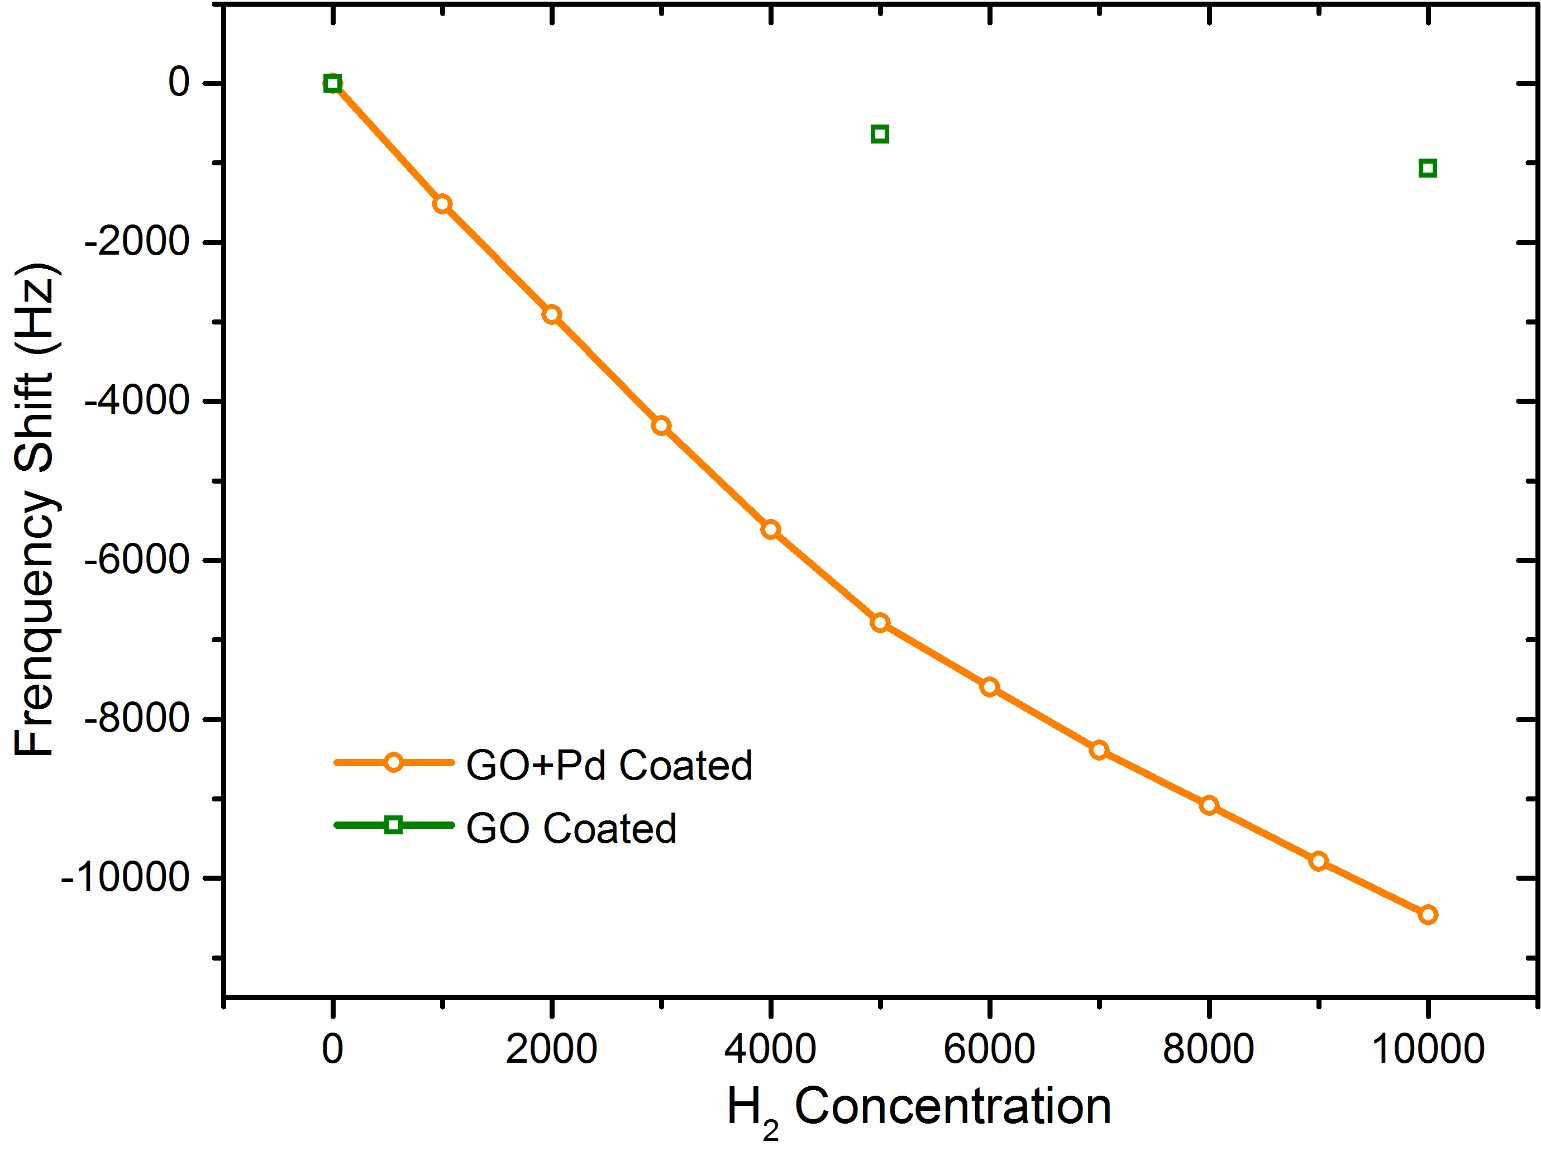 0
-2000
-4000
-6000
-8000
-10000
Frenquency Shift (Hz)
GO+Pd Coated
GO Coated
0 2000 4000 6000 8000 10000
H₂ Concentration